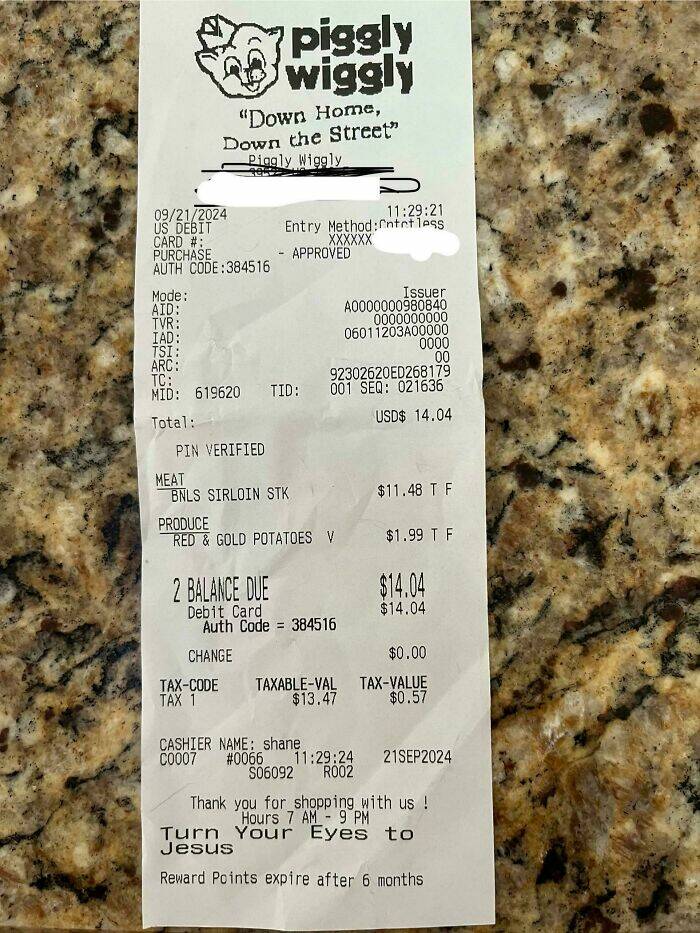 piggly
wiggly
"Down Home,
Down the Street"
Piggly Wiggly
09/21/2024 11:29:21
US DEBIT Entry Method:Cntctless
CARD #: XXXXXX
PURCHASE - APPROVED
AUTH CODE:384516
Mode: Issuer
AID: A0000000980840
TVR: 0000000000
IAD: 06011203A00000
TSI: 0000
ARC: 00
TC: 92302620ED268179
MID: 619620 TID: 001 SEQ: 021636
Total: USD$ 14.04
PIN VERIFIED
MEAT
BNLS SIRLOIN STK $11.48 T F
PRODUCE
RED & GOLD POTATOES V $1.99 T F
2 BALANCE DUE $14.04
Debit Card $14.04
Auth Code = 384516
CHANGE $0.00
TAX-CODE TAXABLE-VAL TAX-VALUE
TAX 1 $13.47 $0.57
CASHIER NAME: shane
C0007 #0066 11:29:24 21SEP2024
S06092 R002
Thank you for shopping with us !
Hours 7 AM - 9 PM
Turn Your Eyes to
Jesus
Reward Points expire after 6 months